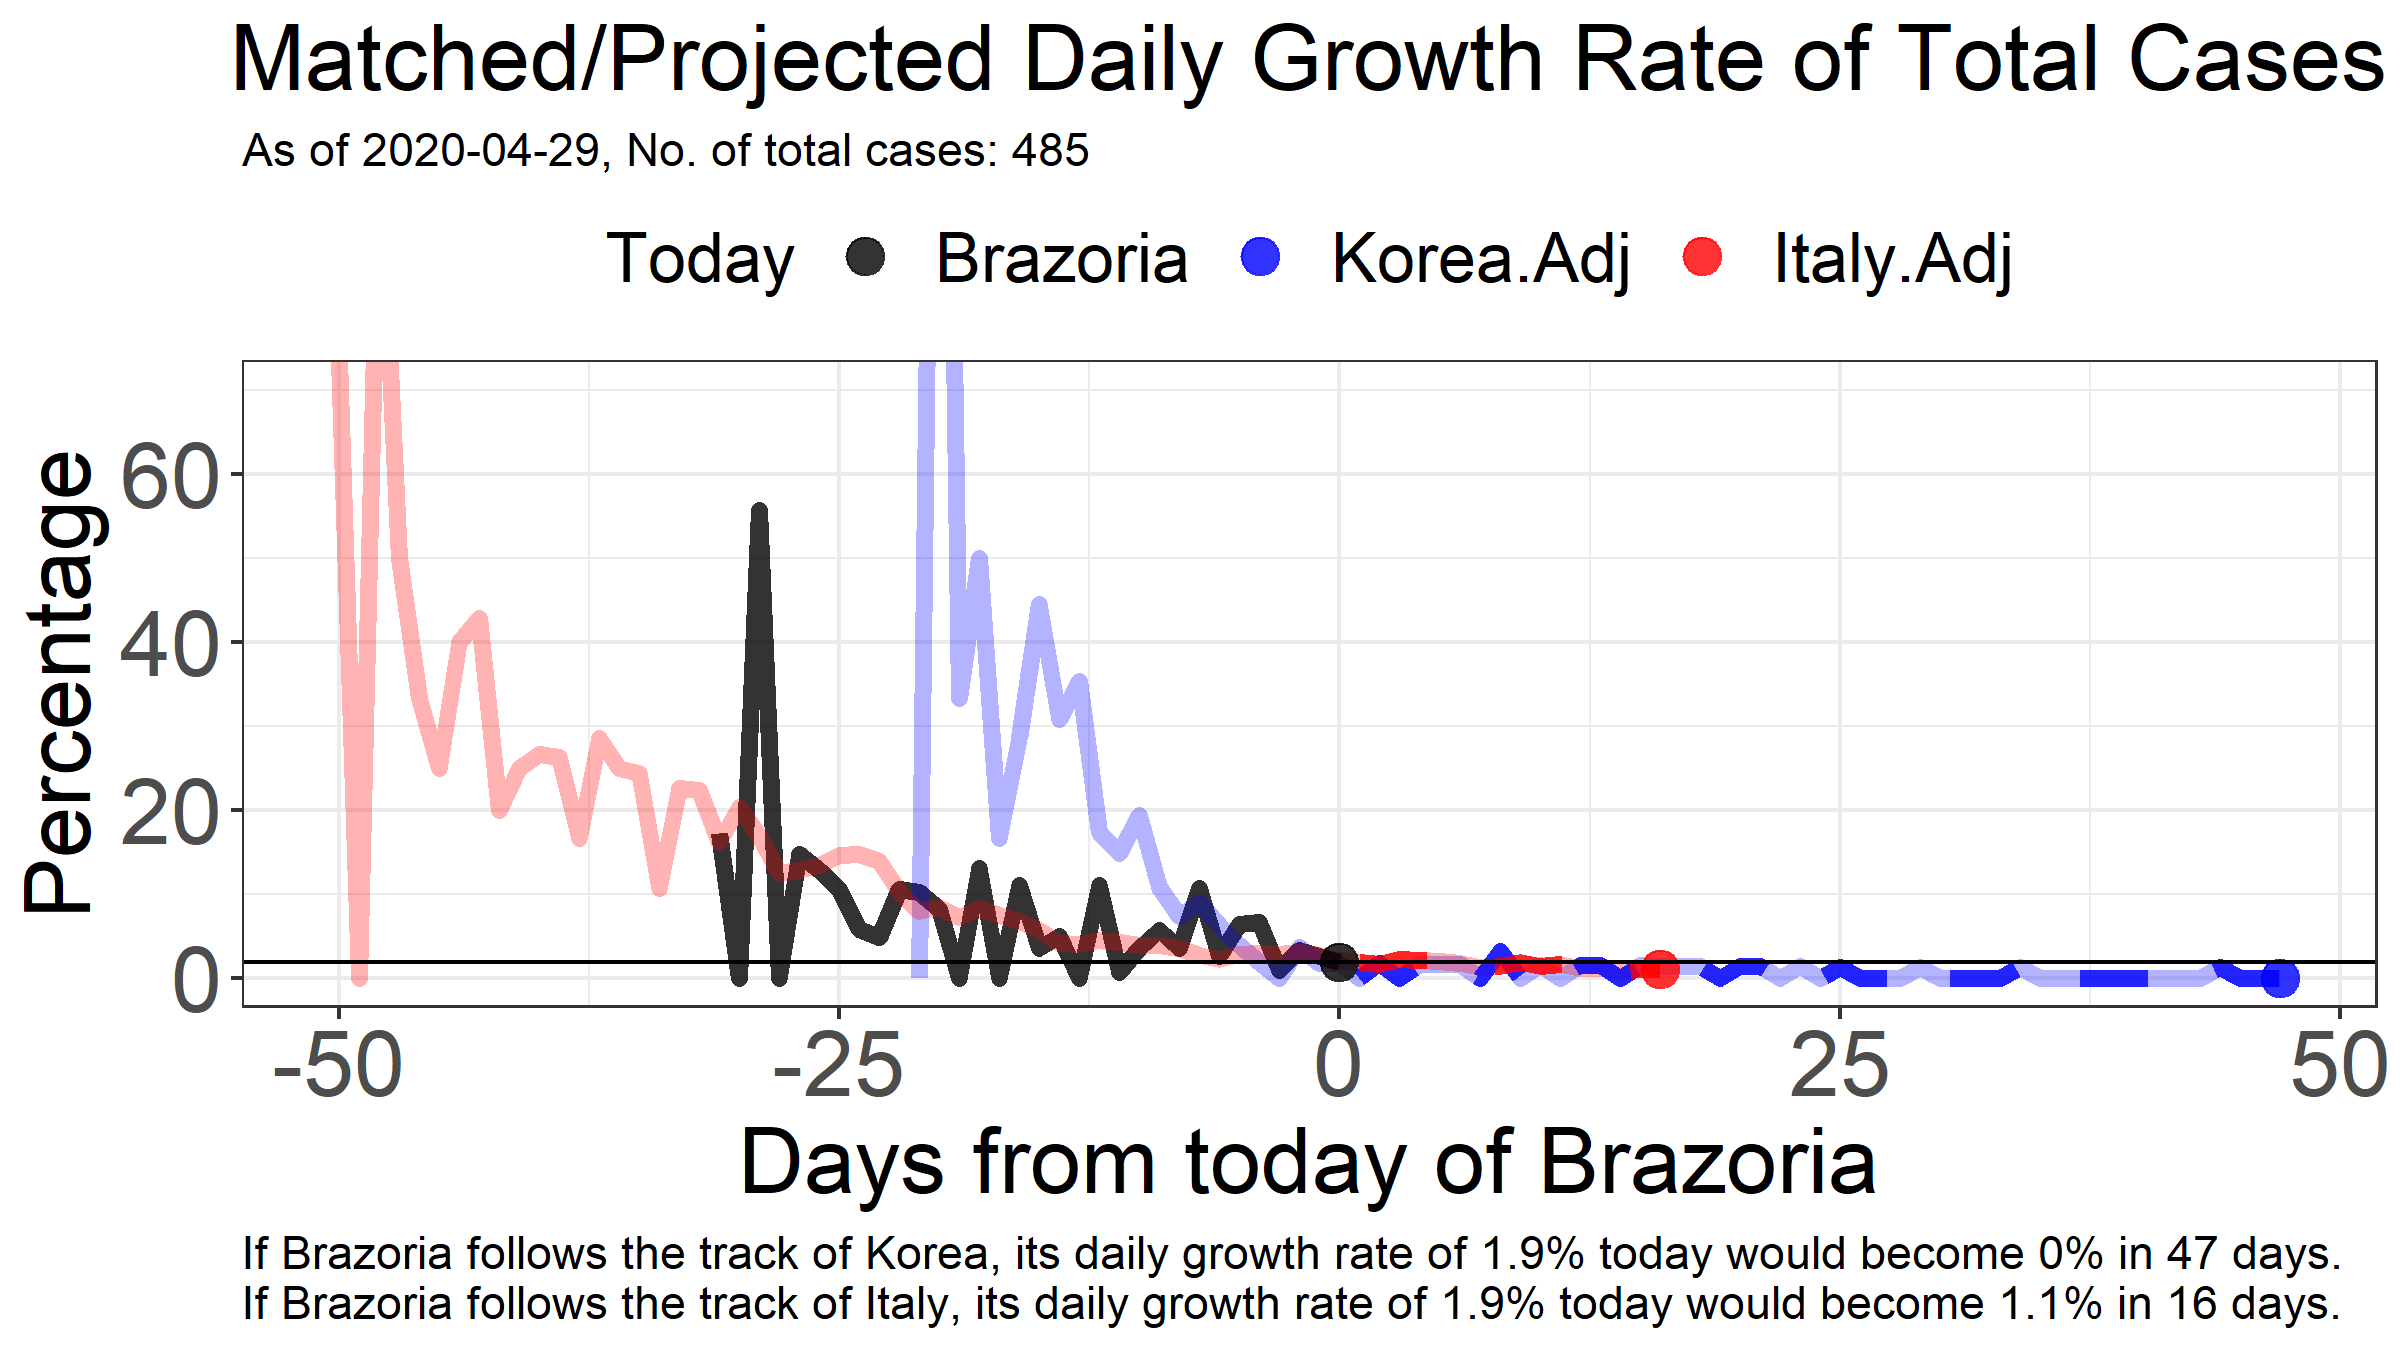 Matched/Projected Daily Growth Rate of Total Cases
As of 2020-04-29, No. of total cases: 485
Today Brazoria Korea.Adj Italy.Adj
Percentage
60
40
20
0
-50 -25 0 25 50
Days from today of Brazoria
If Brazoria follows the track of Korea, its daily growth rate of 1.9% today would become 0% in 47 days.
If Brazoria follows the track of Italy, its daily growth rate of 1.9% today would become 1.1% in 16 days.